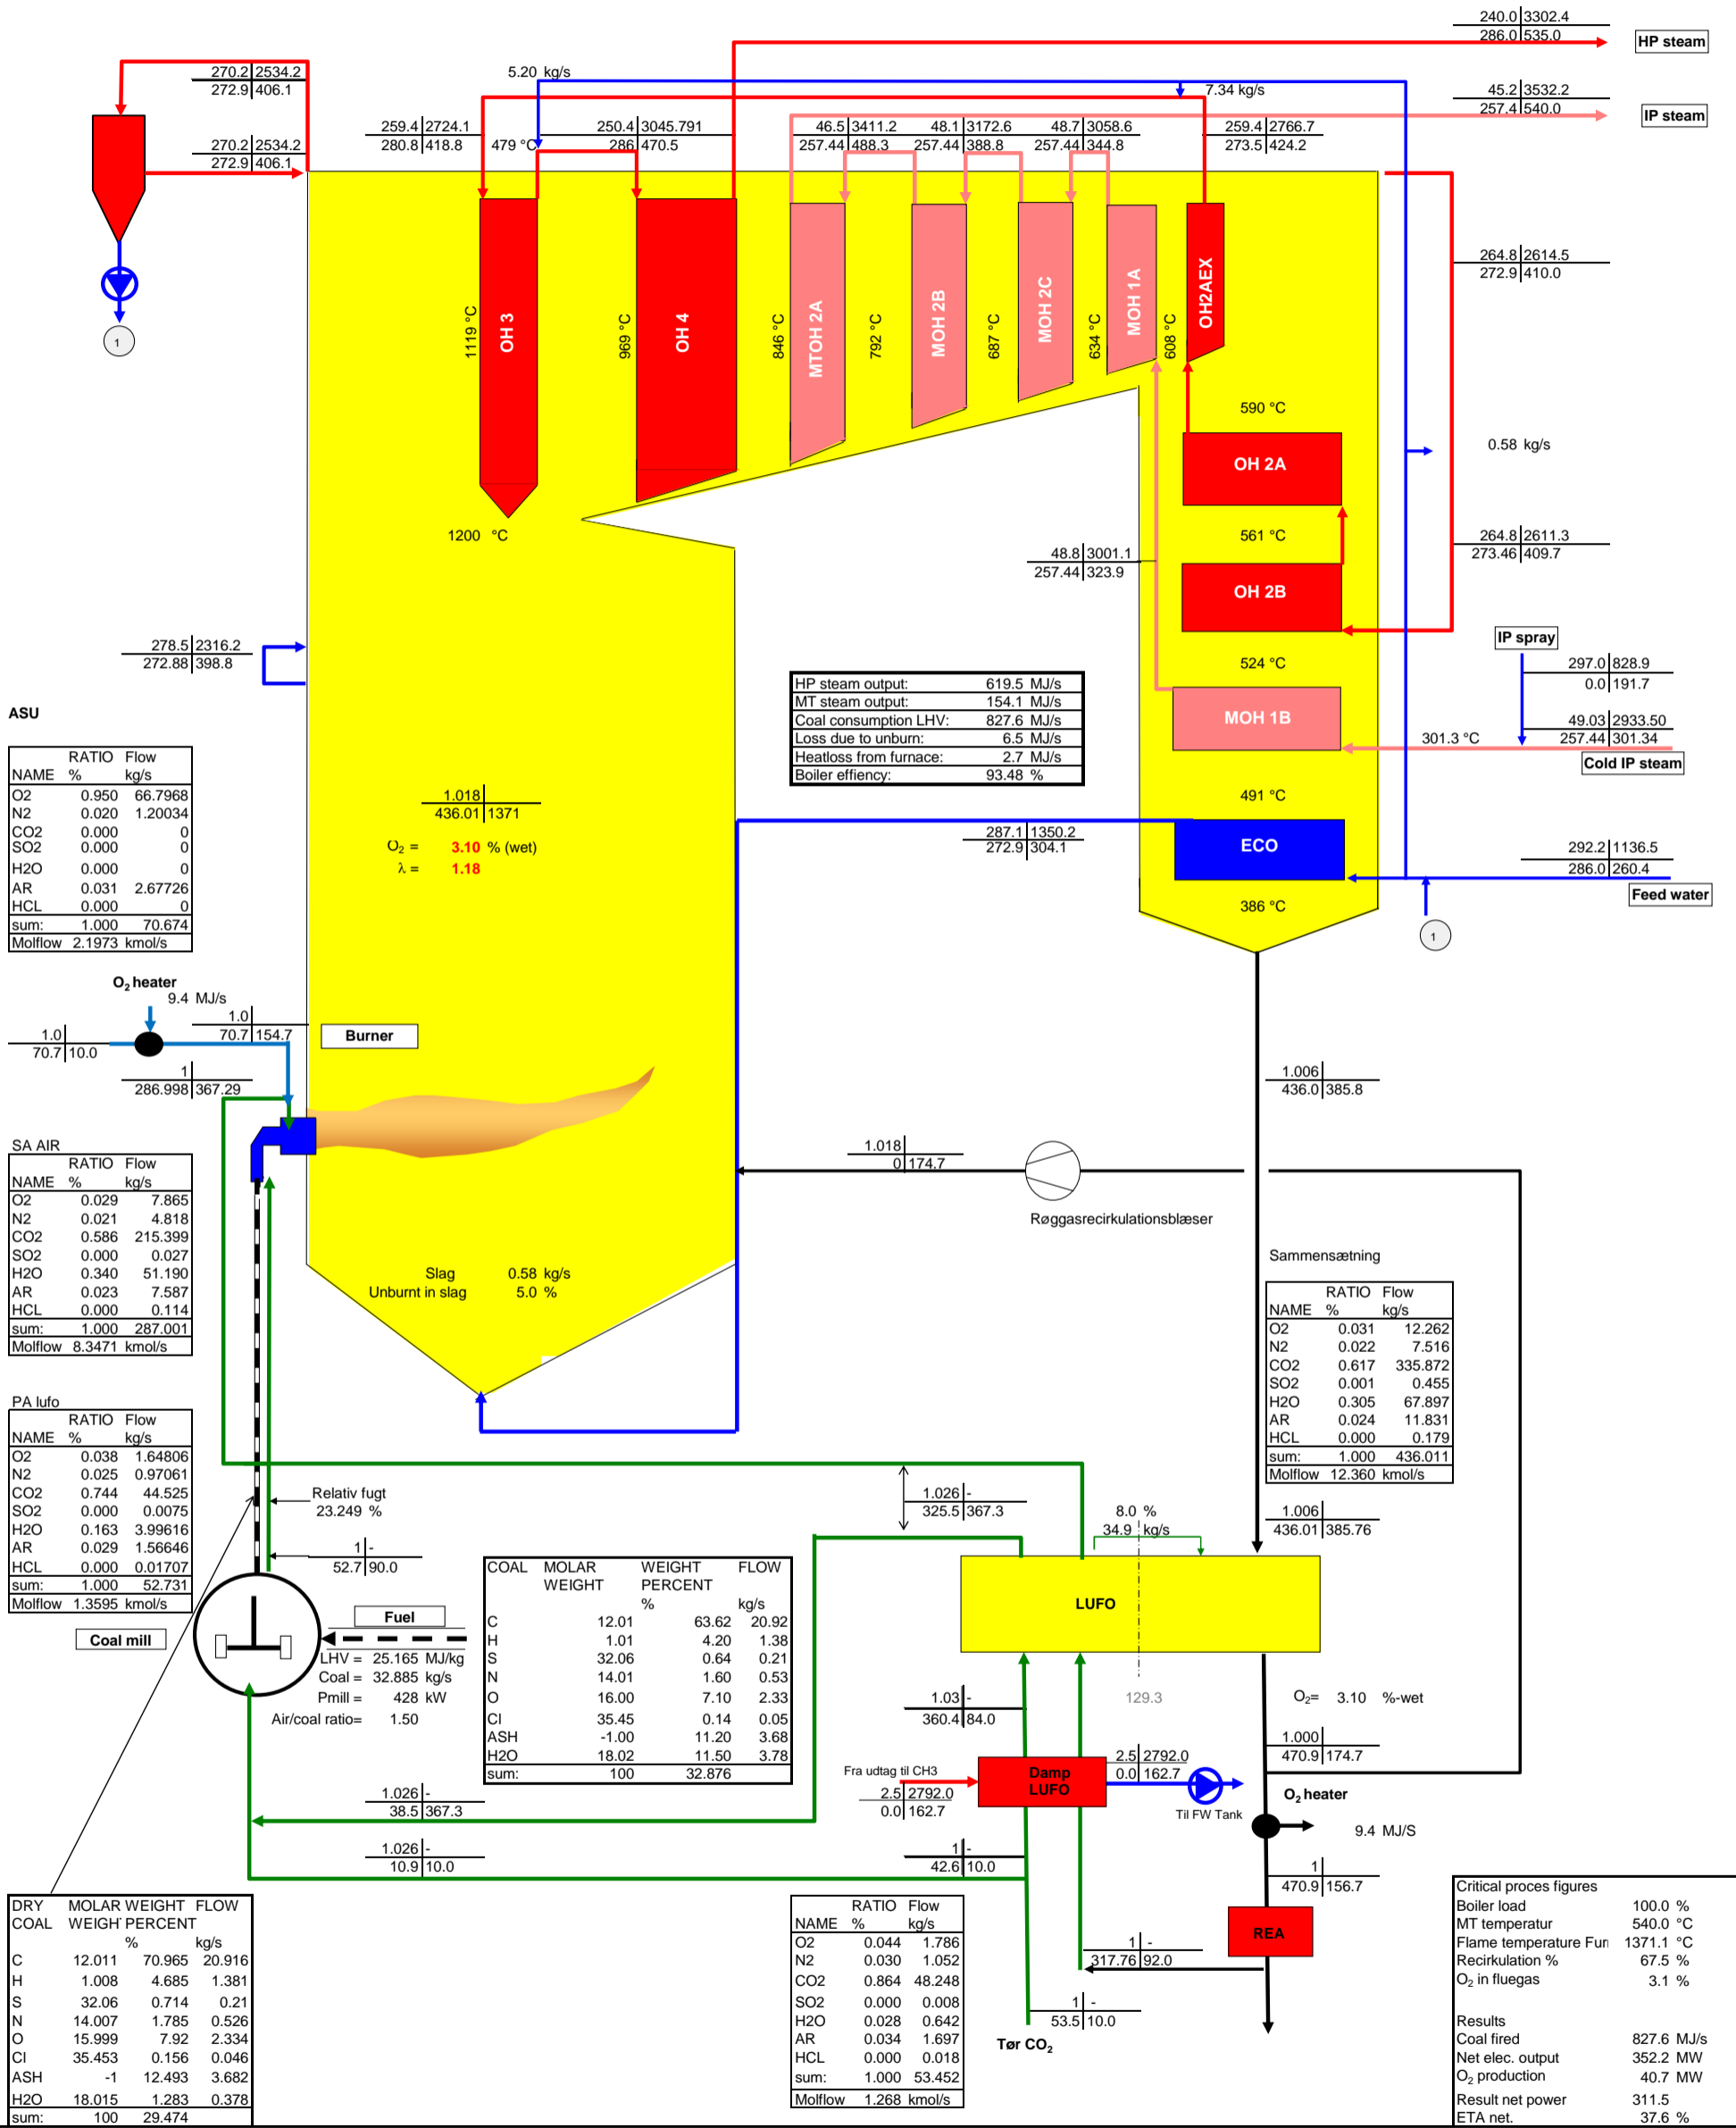 240.0 3302.4
286.0 535.0
HP steam
270.2 2534.2
272.9 406.1
5.20 kg/s
7.34 kg/s
45.2 3532.2
257.4 540.0
IP steam
259.4 2724.1
280.8 418.8
479 °C
250.4 3045.791
286 470.5
46.5 3411.2
257.44 488.3
48.1 3172.6
257.44 388.8
48.7 3058.6
257.44 344.8
259.4 2766.7
273.5 424.2
270.2 2534.2
272.9 406.1
1
1119 °C
OH 3
969 °C
OH 4
846 °C
MTOH 2A
792 °C
MOH 2B
687 °C
MOH 2C
634 °C
MOH 1A
608 °C
OH2AEX
264.8 2614.5
272.9 410.0
590 °C
OH 2A
0.58 kg/s
1200 °C
561 °C
48.8 3001.1
257.44 323.9
OH 2B
264.8 2611.3
273.46 409.7
278.5 2316.2
272.88 398.8
524 °C
IP spray
297.0 828.9
0.0 191.7
MOH 1B
301.3 °C
49.03 2933.50
257.44 301.34
Cold IP steam
HP steam output: 619.5 MJ/s
MT steam output: 154.1 MJ/s
Coal consumption LHV: 827.6 MJ/s
Loss due to unburn: 6.5 MJ/s
Heatloss from furnace: 2.7 MJ/s
Boiler effiency: 93.48 %
ASU
RATIO Flow
NAME % kg/s
O2 0.950 66.7968
N2 0.020 1.20034
CO2 0.000 0
SO2 0.000 0
H2O 0.000 0
AR 0.031 2.67726
HCL 0.000 0
sum: 1.000 70.674
Molflow 2.1973 kmol/s
1.018
436.01 1371
O2 = 3.10 % (wet)
λ = 1.18
491 °C
287.1 1350.2
272.9 304.1
ECO
292.2 1136.5
286.0 260.4
Feed water
386 °C
1
O2 heater
9.4 MJ/s
1.0
70.7 154.7
1.0
70.7 10.0
Burner
1
286.998 367.29
1.006
436.0 385.8
1.018
0 174.7
Røggasrecirkulationsblæser
SA AIR
RATIO Flow
NAME % kg/s
O2 0.029 7.865
N2 0.021 4.818
CO2 0.586 215.399
SO2 0.000 0.027
H2O 0.340 51.190
AR 0.023 7.587
HCL 0.000 0.114
sum: 1.000 287.001
Molflow 8.3471 kmol/s
Slag 0.58 kg/s
Unburnt in slag 5.0 %
Sammensætning
RATIO Flow
NAME % kg/s
O2 0.031 12.262
N2 0.022 7.516
CO2 0.617 335.872
SO2 0.001 0.455
H2O 0.305 67.897
AR 0.024 11.831
HCL 0.000 0.179
sum: 1.000 436.011
Molflow 12.360 kmol/s
PA lufo
RATIO Flow
NAME % kg/s
O2 0.038 1.64806
N2 0.025 0.97061
CO2 0.744 44.525
SO2 0.000 0.0075
H2O 0.163 3.99616
AR 0.029 1.56646
HCL 0.000 0.01707
sum: 1.000 52.731
Molflow 1.3595 kmol/s
Relativ fugt
23.249 %
1 -
52.7 90.0
1.026 -
325.5 367.3
8.0 %
34.9 kg/s
1.006
436.01 385.76
LUFO
Coal mill
Fuel
LHV = 25.165 MJ/kg
Coal = 32.885 kg/s
Pmill = 428 kW
Air/coal ratio= 1.50
COAL MOLAR WEIGHT FLOW
WEIGHT PERCENT
% kg/s
C 12.01 63.62 20.92
H 1.01 4.20 1.38
S 32.06 0.64 0.21
N 14.01 1.60 0.53
O 16.00 7.10 2.33
Cl 35.45 0.14 0.05
ASH -1.00 11.20 3.68
H2O 18.02 11.50 3.78
sum: 100 32.876
1.03 -
360.4 84.0
129.3
O2= 3.10 %-wet
1.000
470.9 174.7
Fra udtag til CH3
2.5 2792.0
0.0 162.7
Damp
LUFO
2.5 2792.0
0.0 162.7
Til FW Tank
O2 heater
9.4 MJ/S
1.026 -
38.5 367.3
1.026 -
10.9 10.0
1 -
42.6 10.0
1
470.9 156.7
REA
1 -
317.76 92.0
1 -
53.5 10.0
Tør CO2
DRY MOLAR WEIGHT FLOW
COAL WEIGH PERCENT
% kg/s
C 12.011 70.965 20.916
H 1.008 4.685 1.381
S 32.06 0.714 0.21
N 14.007 1.785 0.526
O 15.999 7.92 2.334
Cl 35.453 0.156 0.046
ASH -1 12.493 3.682
H2O 18.015 1.283 0.378
sum: 100 29.474
RATIO Flow
NAME % kg/s
O2 0.044 1.786
N2 0.030 1.052
CO2 0.864 48.248
SO2 0.000 0.008
H2O 0.028 0.642
AR 0.034 1.697
HCL 0.000 0.018
sum: 1.000 53.452
Molflow 1.268 kmol/s
Critical proces figures
Boiler load 100.0 %
MT temperatur 540.0 °C
Flame temperature Furn 1371.1 °C
Recirkulation % 67.5 %
O2 in fluegas 3.1 %
Results
Coal fired 827.6 MJ/s
Net elec. output 352.2 MW
O2 production 40.7 MW
Result net power 311.5
ETA net. 37.6 %